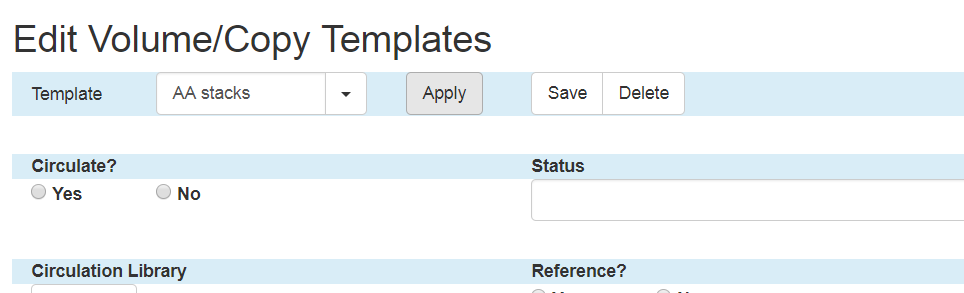 Edit Volume/Copy Templates
Template AA stacks Apply Save Delete
Circulate? Status
Yes No
Circulation Library Reference?